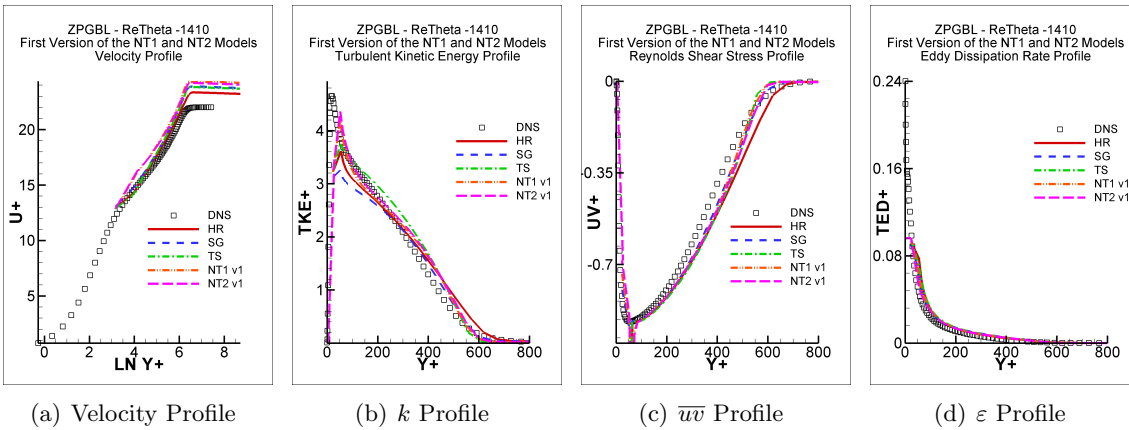 ZPGBL - ReTheta -1410
First Version of the NT1 and NT2 Models
Velocity Profile
U+
20
15
10
5
0
2
4
6
8
LN Y+
DNS
HR
SG
TS
NT1 v1
NT2 v1
(a) Velocity Profile
ZPGBL - ReTheta -1410
First Version of the NT1 and NT2 Models
Turbulent Kinetic Energy Profile
TKE+
4
3
2
1
0
200
400
600
800
Y+
DNS
HR
SG
TS
NT1 v1
NT2 v1
(b) k Profile
ZPGBL - ReTheta -1410
First Version of the NT1 and NT2 Models
Reynolds Shear Stress Profile
UV+
0
-0.35
-0.7
0
200
400
600
800
Y+
DNS
HR
SG
TS
NT1 v1
NT2 v1
(c) u̅v̅ Profile
ZPGBL - ReTheta -1410
First Version of the NT1 and NT2 Models
Eddy Dissipation Rate Profile
TED+
0.24
0.16
0.08
0
0
200
400
600
800
Y+
DNS
HR
SG
TS
NT1 v1
NT2 v1
(d) ε Profile